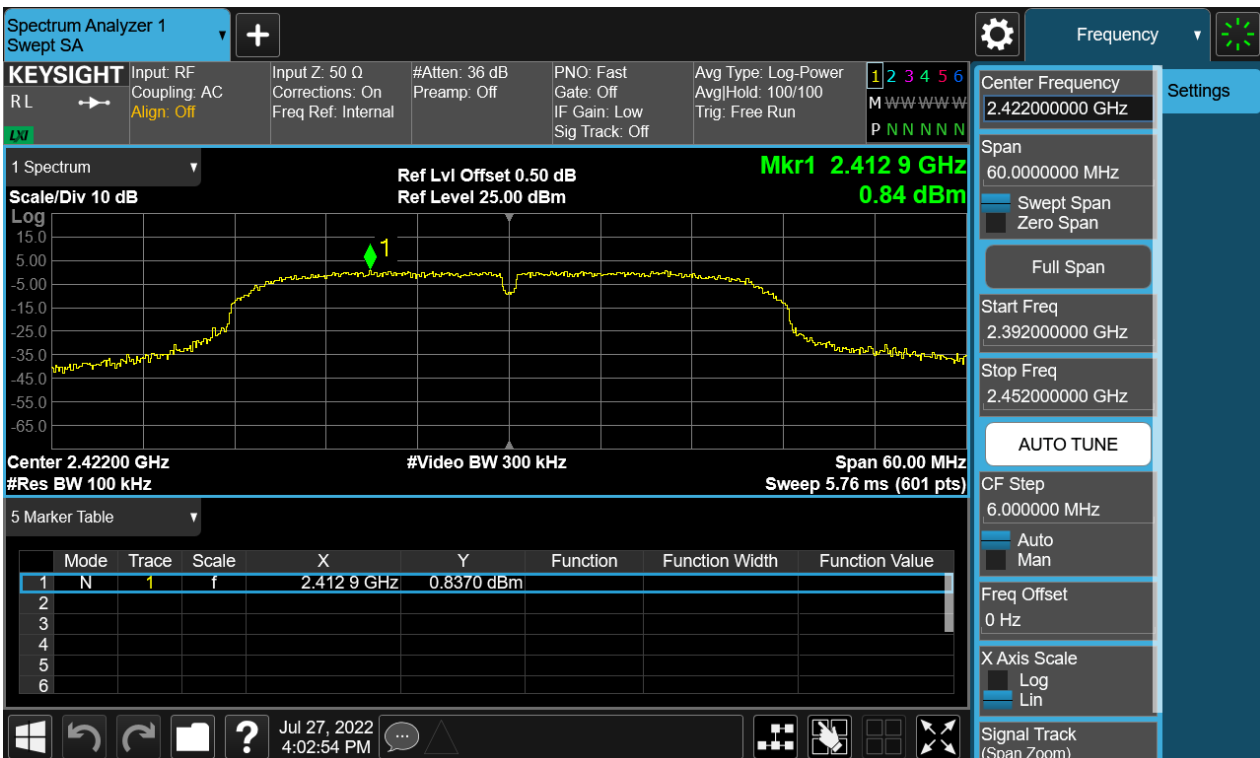 Spectrum Analyzer 1
Swept SA
+
Frequency
KEYSIGHT
R L
LXI
Input: RF
Coupling: AC
Align: Off
Input Z: 50 Ω
Corrections: On
Freq Ref: Internal
#Atten: 36 dB
Preamp: Off
PNO: Fast
Gate: Off
IF Gain: Low
Sig Track: Off
Avg Type: Log-Power
Avg|Hold: 100/100
Trig: Free Run
1 2 3 4 5 6
M W W W W W
P N N N N N
1 Spectrum
Scale/Div 10 dB
Ref Lvl Offset 0.50 dB
Ref Level 25.00 dBm
Mkr1 2.412 9 GHz
0.84 dBm
Log
15.0
5.00
-5.00
-15.0
-25.0
-35.0
-45.0
-55.0
-65.0
1
Center 2.42200 GHz
#Video BW 300 kHz
Span 60.00 MHz
#Res BW 100 kHz
Sweep 5.76 ms (601 pts)
5 Marker Table
Mode Trace Scale X Y Function Function Width Function Value
1 N 1 f 2.412 9 GHz 0.8370 dBm
2
3
4
5
6
Jul 27, 2022
4:02:54 PM
?
Settings
Center Frequency
2.422000000 GHz
Span
60.0000000 MHz
Swept Span
Zero Span
Full Span
Start Freq
2.392000000 GHz
Stop Freq
2.452000000 GHz
AUTO TUNE
CF Step
6.000000 MHz
Auto
Man
Freq Offset
0 Hz
X Axis Scale
Log
Lin
Signal Track
(Span Zoom)